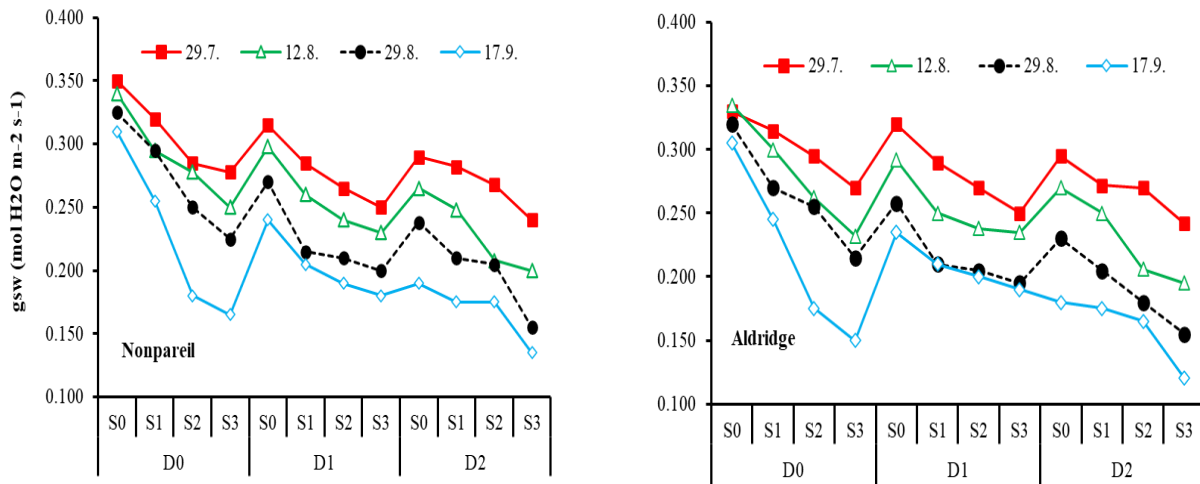 gsw (mol H2O m-2 s-1)
0.400
0.350
0.300
0.250
0.200
0.150
0.100
29.7. 12.8. 29.8. 17.9.
Nonpareil
S0 S1 S2 S3 S0 S1 S2 S3 S0 S1 S2 S3
D0 D1 D2
0.400
0.350
0.300
0.250
0.200
0.150
0.100
29.7. 12.8. 29.8. 17.9.
Aldridge
S0 S1 S2 S3 S0 S1 S2 S3 S0 S1 S2 S3
D0 D1 D2